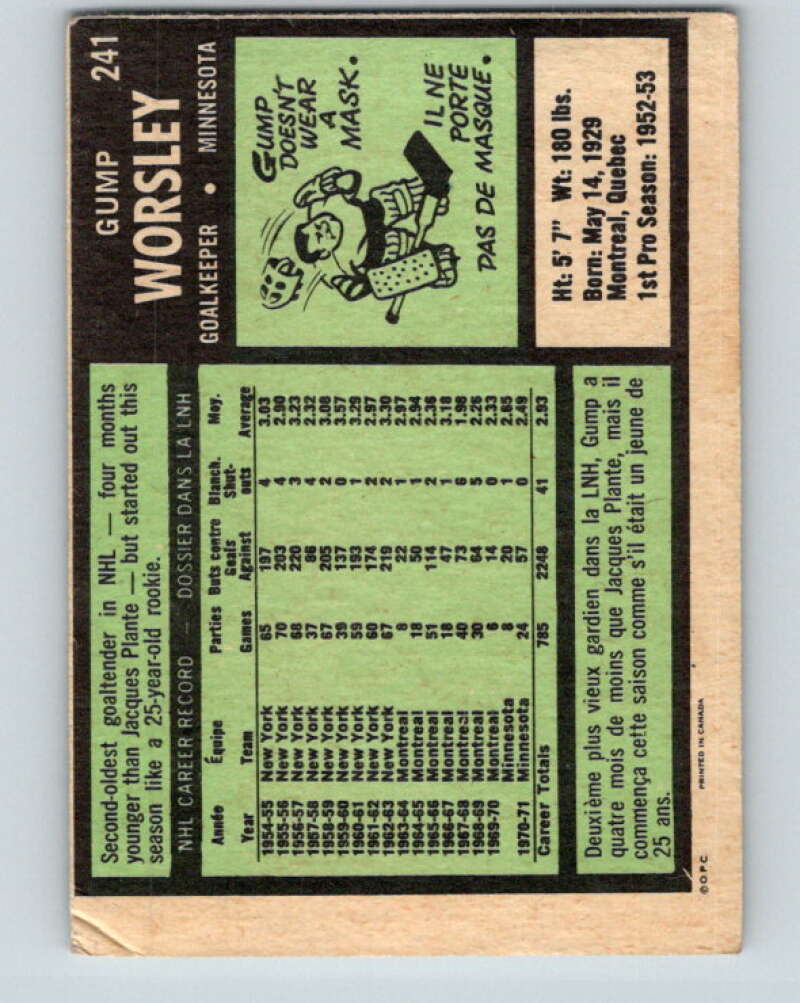 GUMP 241
WORSLEY
GOALKEEPER • MINNESOTA
GUMP
DOESN'T
WEAR
A
MASK.
IL NE
PORTE
PAS DE MASQUE.
Ht: 5' 7" Wt: 180 lbs.
Born: May 14, 1929
Montreal, Quebec
1st Pro Season: 1952-53
Second-oldest goaltender in NHL — four months
younger than Jacques Plante — but started out this
season like a 25-year-old rookie.
NHL CAREER RECORD — DOSSIER DANS LA LNH
Année Équipe Parties Buts contre Blanch. Moy.
Year Team Games Goals Against Shut-outs Average
1954-55 New York 65 197 4 3.03
1955-56 New York 70 203 4 2.90
1956-57 New York 68 220 3 3.23
1957-58 New York 37 86 4 2.32
1958-59 New York 67 205 2 3.08
1959-60 New York 39 137 0 3.57
1960-61 New York 59 193 1 3.29
1961-62 New York 60 174 2 2.97
1962-63 New York 67 219 2 3.30
1963-64 Montreal 8 22 1 2.97
1964-65 Montreal 18 50 1 2.94
1965-66 Montreal 51 114 2 2.36
1966-67 Montreal 18 47 1 3.18
1967-68 Montreal 40 73 6 1.98
1968-69 Montreal 30 64 5 2.26
1969-70 Montreal 6 14 0 2.33
Minnesota 8 20 1 2.65
1970-71 Minnesota 24 57 0 2.49
Career Totals 785 2248 41 2.93
Deuxième plus vieux gardien dans la LNH, Gump a
quatre mois de moins que Jacques Plante, mais il
commença cette saison comme s'il était un jeune de
25 ans.
© O.P.C. PRINTED IN CANADA